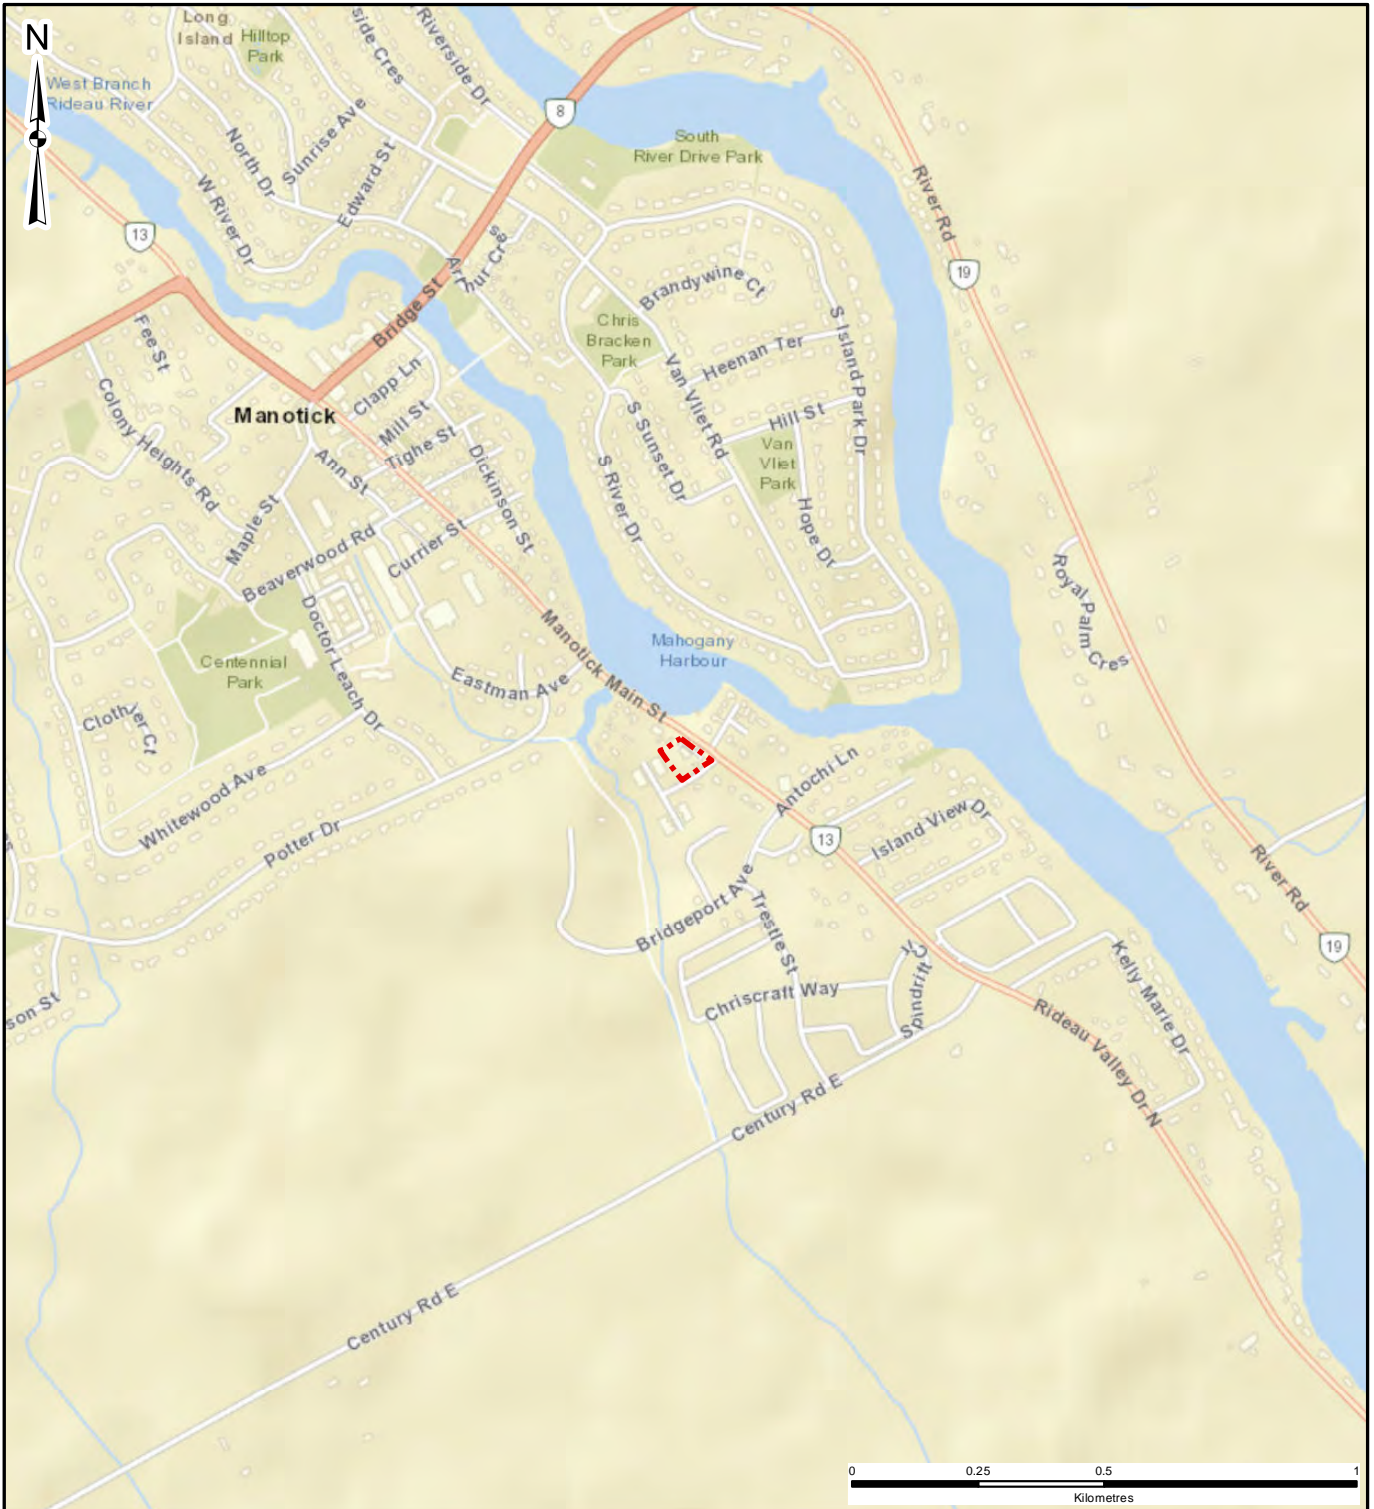 N
Long
Island
Hilltop
Park
side Cres
Riverside Dr
West Branch
Rideau River
8
South
River Drive Park
North Dr
Sunrise Ave
Edward St
W River Dr
River Rd
13
19
Arthur Cres
Brandywine Ct
Bridge St
Chris
Bracken
Park
S Island Park Dr
Fee St
Heenan Ter
Van Vliet Rd
Clapp Ln
Manotick
Colony Heights Rd
Mill St
Hill St
Tighe St
S Sunset Dr
Van
Vliet
Park
Ann St
Dickinson St
S River Dr
Maple St
Hope Dr
Beaverwood Rd
Currier St
Royal Palm Cres
Doctor Leach Dr
Manotick Main St
Mahogany
Harbour
Centennial
Park
Eastman Ave
Clothier Ct
Whitewood Ave
Antochi Ln
Potter Dr
13
Island View Dr
River Rd
Bridgeport Ave
Trestle St
19
Kelly Marie Dr
Chriscraft Way
Spindrift Ct
son St
Rideau Valley Dr N
Century Rd E
Century Rd E
0 0.25 0.5 1
Kilometres